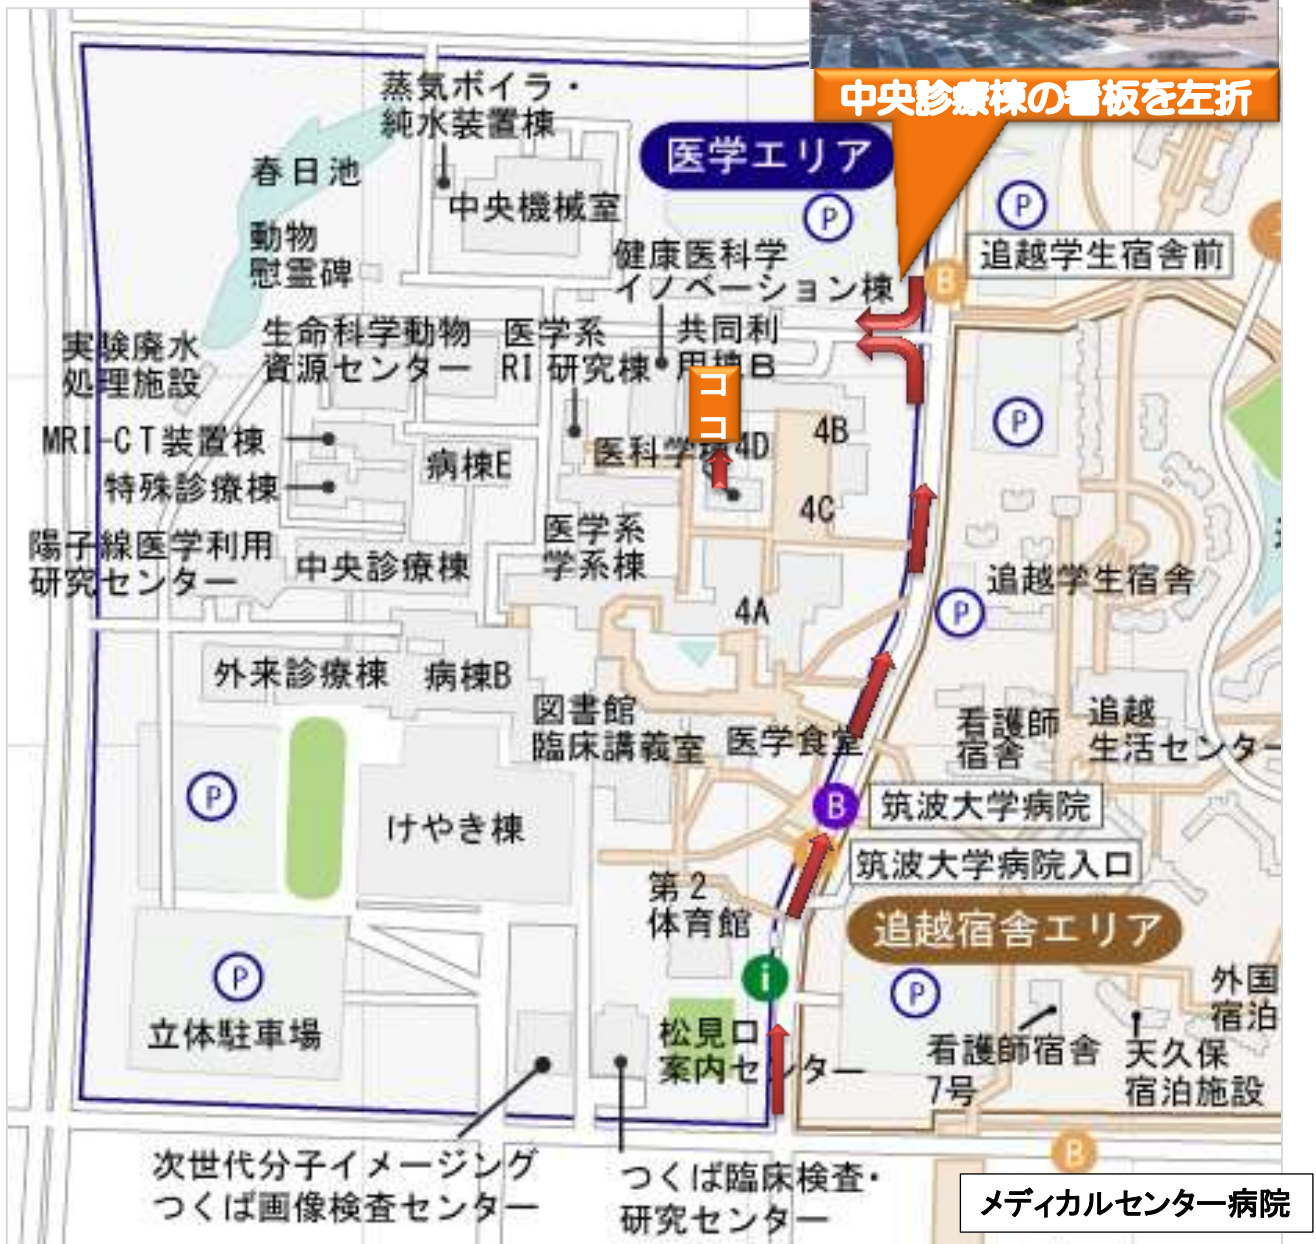 中央診療棟の看板を左折
蒸気ボイラ・
純水装置棟
医学エリア
春日池
中央機械室
P
P
動物
慰霊碑
健康医科学
イノベーション棟
追越学生宿舎前
B
実験廃水
処理施設
生命科学動物
資源センター
医学系
RI研究棟
共同利
用棟B
ココ
P
MRI-CT装置棟
病棟E
医科学棟
4D
4B
特殊診療棟
4C
陽子線医学利用
研究センター
中央診療棟
医学系
学系棟
追越学生宿舎
4A
P
外来診療棟
病棟B
図書館
臨床講義室
医学食堂
看護師
宿舎
追越
生活センター
P
けやき棟
B
筑波大学病院
筑波大学病院入口
第2
体育館
追越宿舎エリア
P
i
P
外国
宿泊
立体駐車場
松見口
案内センター
看護師宿舎
7号
天久保
宿泊施設
B
次世代分子イメージング
つくば画像検査センター
つくば臨床検査・
研究センター
メディカルセンター病院